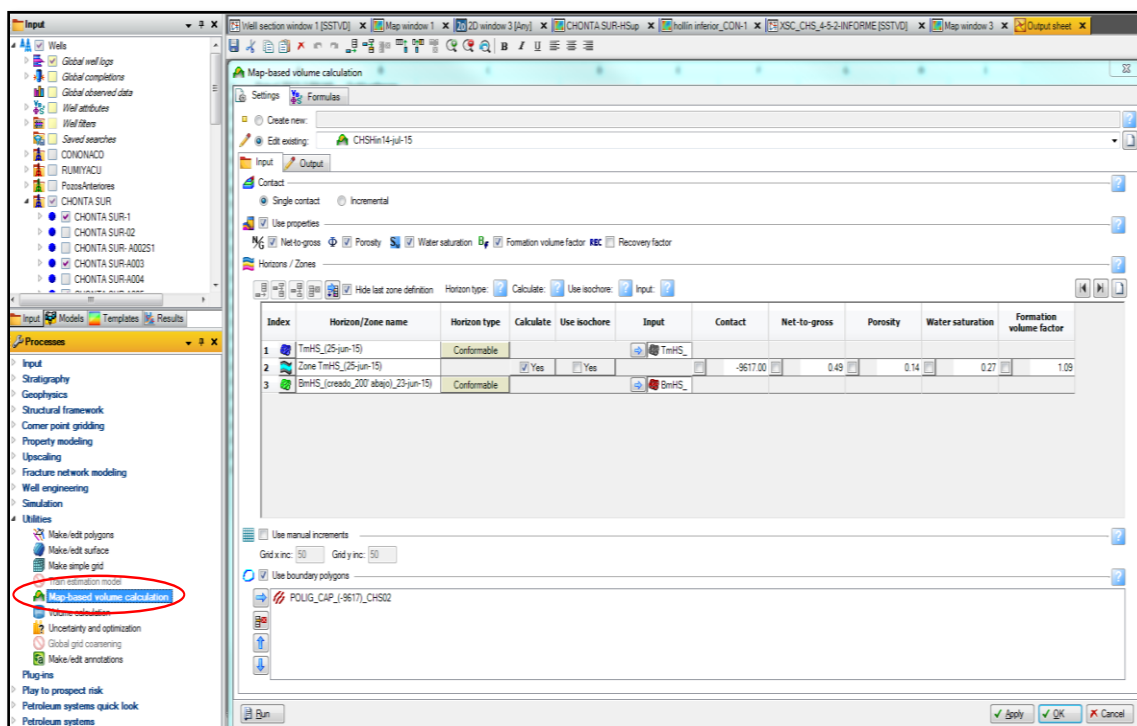 Input
Wells
Global well logs
Global completions
Global observed data
Well attributes
Well filters
Saved searches
CONONACO
RUMIYACU
PozosAnteriores
CHONTA SUR
CHONTA SUR-1
CHONTA SUR-02
CHONTA SUR- A002S1
CHONTA SUR-A003
CHONTA SUR-A004
Input Models Templates Results
Processes
Input
Stratigraphy
Geophysics
Structural framework
Corner point gridding
Property modeling
Upscaling
Fracture network modeling
Well engineering
Simulation
Utilities
Make/edit polygons
Make/edit surface
Make simple grid
Train estimation model
Map-based volume calculation
Volume calculation
Uncertainty and optimization
Global grid coarsening
Make/edit annotations
Plug-ins
Play to prospect risk
Petroleum systems quick look
Petroleum systems
Well section window 1 [SSTVD] Map window 1 2D window 3 [Any] CHONTA SUR-HSup hollín inferior_CON-1 XSC_CHS_4-5-2-INFORME [SSTVD] Map window 3 Output sheet
B I U
Map-based volume calculation
Settings Formulas
Create new:
Edit existing: CHSHin14-jul-15
Input Output
Contact
Single contact Incremental
Use properties
N/G Net-to-gross Φ Porosity Water saturation Formation volume factor REC Recovery factor
Horizons / Zones
Hide last zone definition Horizon type: ? Calculate: ? Use isochore: ? Input: ?
Index Horizon/Zone name Horizon type Calculate Use isochore Input Contact Net-to-gross Porosity Water saturation Formation volume factor
1 TmHS_(25-jun-15) Conformable TmHS_
2 Zone TmHS_(25-jun-15) Yes Yes -9617.00 0.49 0.14 0.27 1.09
3 BmHS_(creado_200' abajo)_23-jun-15) Conformable BmHS_
Use manual increments
Grid x inc: 50 Grid y inc: 50
Use boundary polygons
POLIG_CAP_(-9617)_CHS02
Run Apply OK Cancel